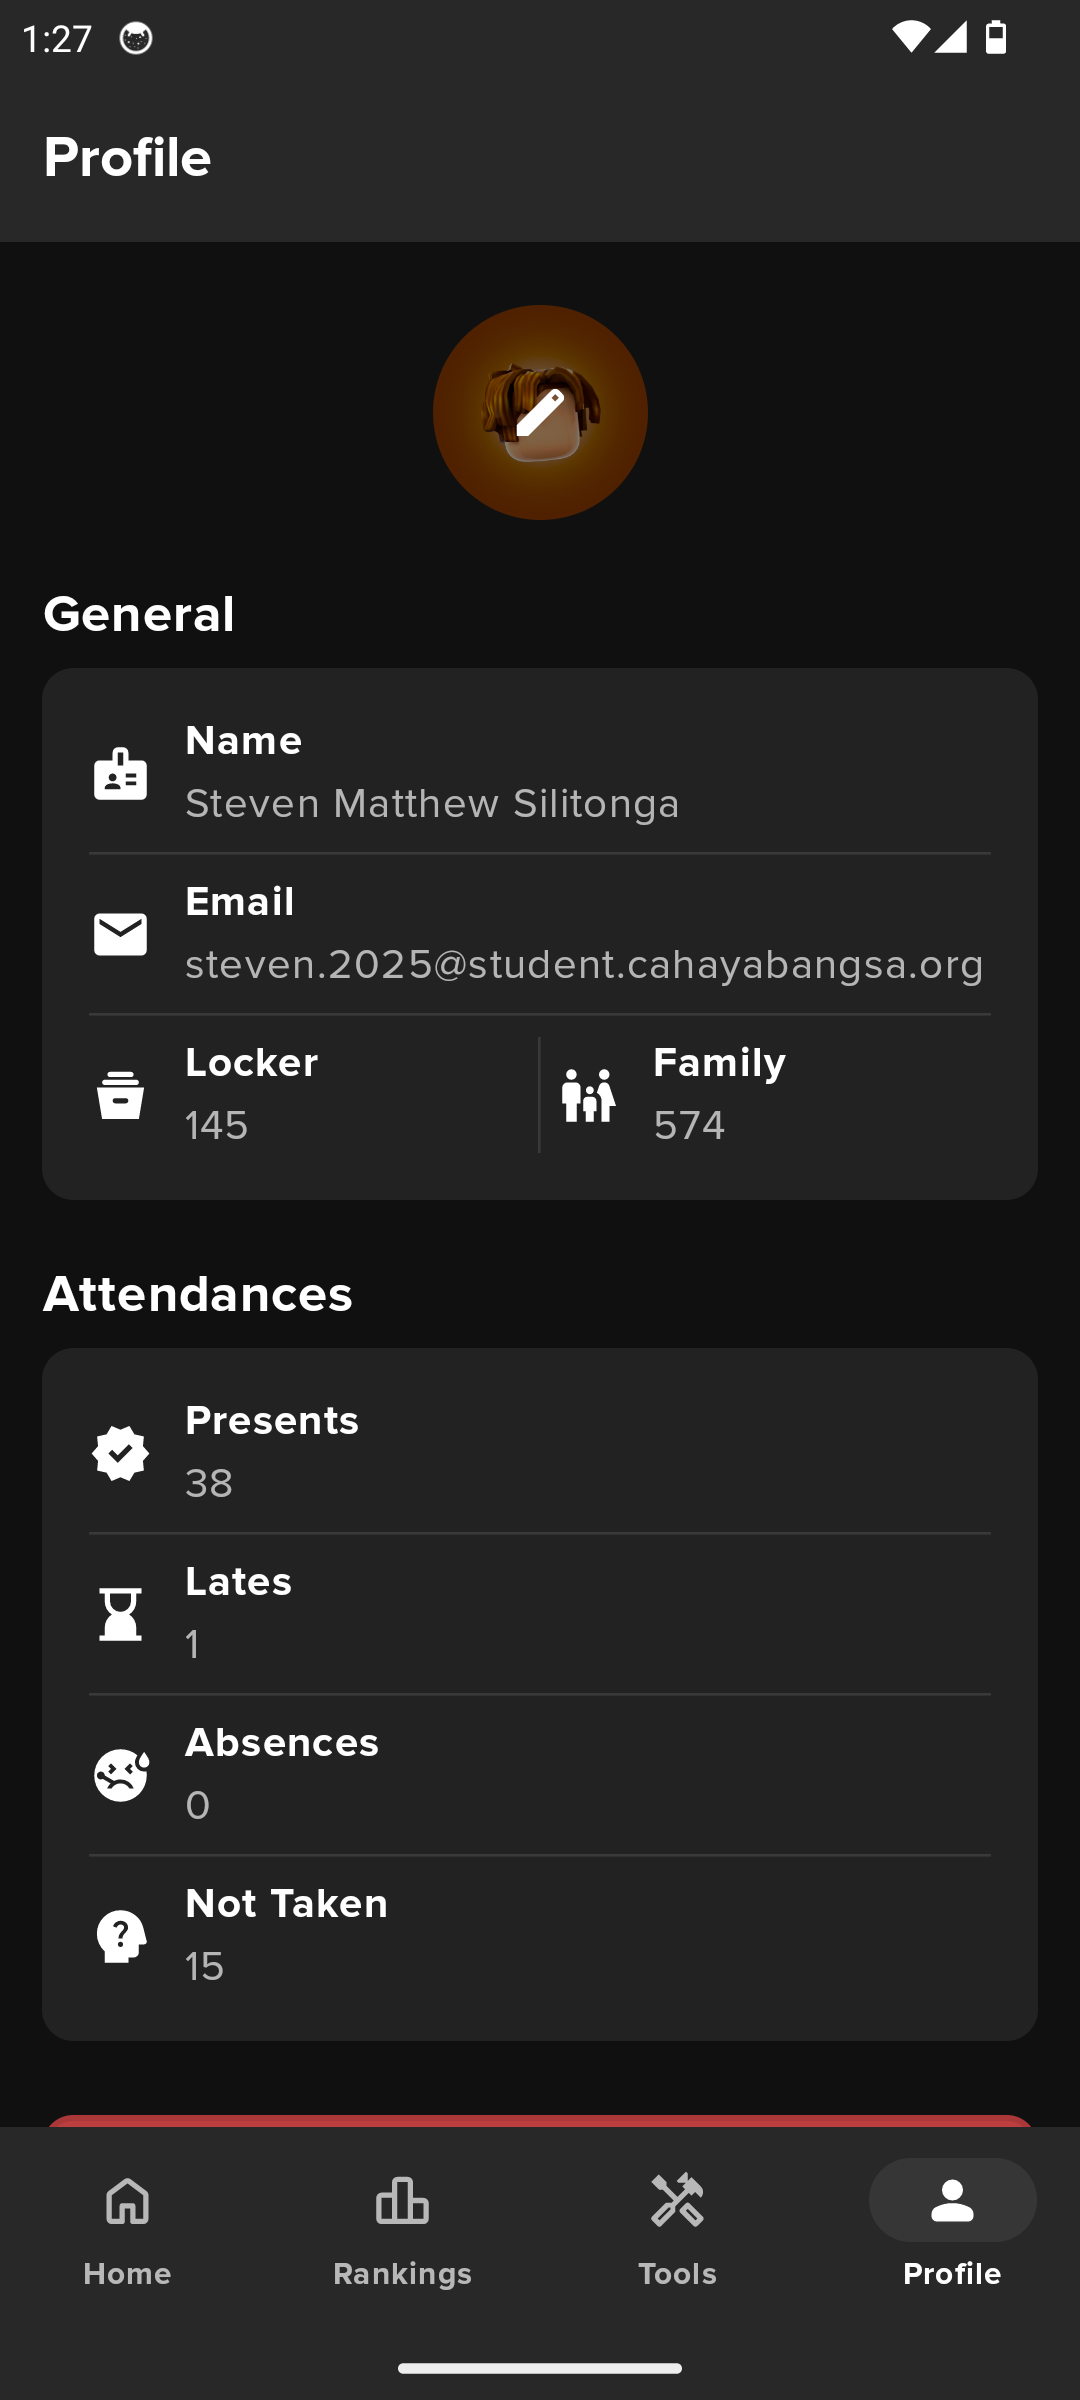 1:27
Profile
General
Name
Steven Matthew Silitonga
Email
steven.2025@student.cahayabangsa.org
Locker
145
Family
574
Attendances
Presents
38
Lates
1
Absences
0
Not Taken
15
Home
Rankings
Tools
Profile